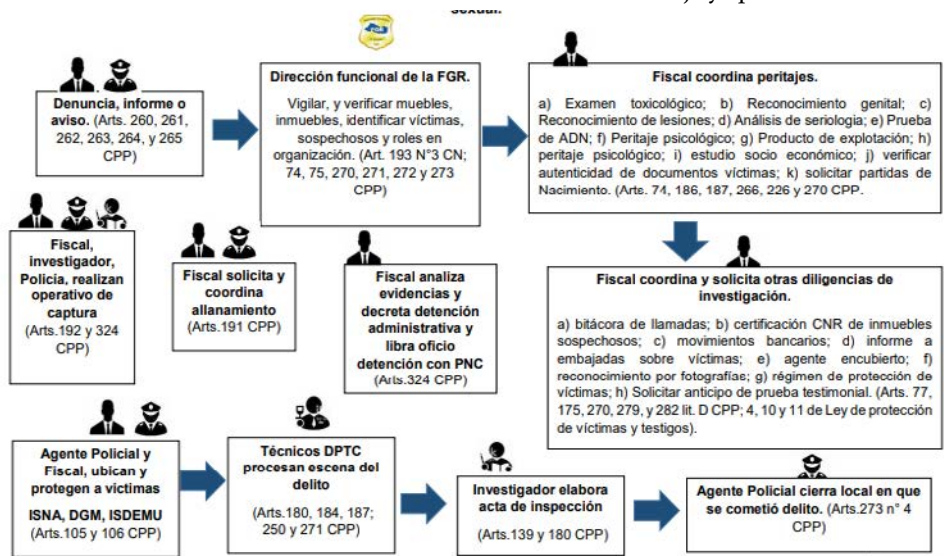 sexual.
Denuncia, informe o
aviso. (Arts. 260, 261,
262, 263, 264, y 265
CPP)
Dirección funcional de la FGR.
Vigilar, y verificar muebles,
inmuebles, identificar víctimas,
sospechosos y roles en
organización. (Art. 193 N°3 CN;
74, 75, 270, 271, 272 y 273
CPP)
Fiscal coordina peritajes.
a) Examen toxicológico; b) Reconocimiento genital; c)
Reconocimiento de lesiones; d) Análisis de seriologia; e) Prueba
de ADN; f) Peritaje psicológico; g) Producto de explotación; h)
peritaje psicológico; i) estudio socio económico; j) verificar
autenticidad de documentos víctimas; k) solicitar partidas de
Nacimiento. (Arts. 74, 186, 187, 266, 226 y 270 CPP.
Fiscal,
investigador,
Policia, realizan
operativo de
captura
(Arts.192 y 324
CPP)
Fiscal solicita y
coordina
allanamiento
(Arts.191 CPP)
Fiscal analiza
evidencias y
decreta detención
administrativa y
libra oficio
detención con PNC
(Arts.324 CPP)
Fiscal coordina y solicita otras diligencias de
investigación.
a) bitácora de llamadas; b) certificación CNR de inmuebles
sospechosos; c) movimientos bancarios; d) informe a
embajadas sobre víctimas; e) agente encubierto; f)
reconocimiento por fotografías; g) régimen de protección de
víctimas; h) Solicitar anticipo de prueba testimonial. (Arts. 77,
175, 270, 279, y 282 lit. D CPP; 4, 10 y 11 de Ley de protección
de víctimas y testigos).
Agente Policial y
Fiscal, ubican y
protegen a victimas
ISNA, DGM, ISDEMU
(Arts.105 y 106 CPP)
Técnicos DPTC
procesan escena del
delito
(Arts.180, 184, 187;
250 y 271 CPP)
Investigador elabora
acta de inspección
(Arts.139 y 180 CPP)
Agente Policial cierra local en que
se cometió delito. (Arts.273 n° 4
CPP)